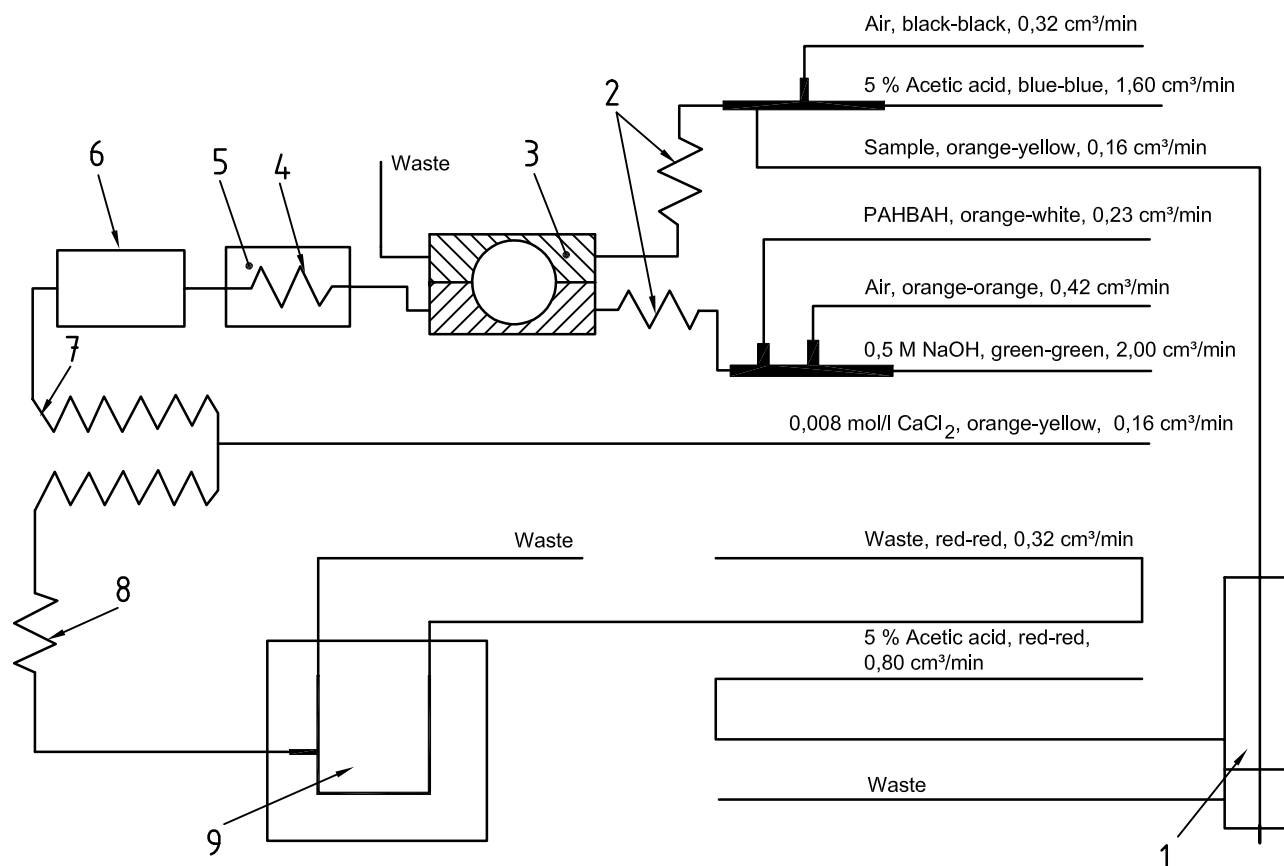 Air, black-black, 0,32 cm³/min
5 % Acetic acid, blue-blue, 1,60 cm³/min
2
Sample, orange-yellow, 0,16 cm³/min
6
5
4
Waste
3
PAHBAH, orange-white, 0,23 cm³/min
Air, orange-orange, 0,42 cm³/min
0,5 M NaOH, green-green, 2,00 cm³/min
7
0,008 mol/l CaCl₂, orange-yellow, 0,16 cm³/min
Waste
Waste, red-red, 0,32 cm³/min
8
5 % Acetic acid, red-red,
0,80 cm³/min
Waste
9
1